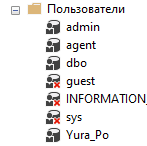 Пользователи
admin
agent
dbo
guest
INFORMATION_
sys
Yura_Po